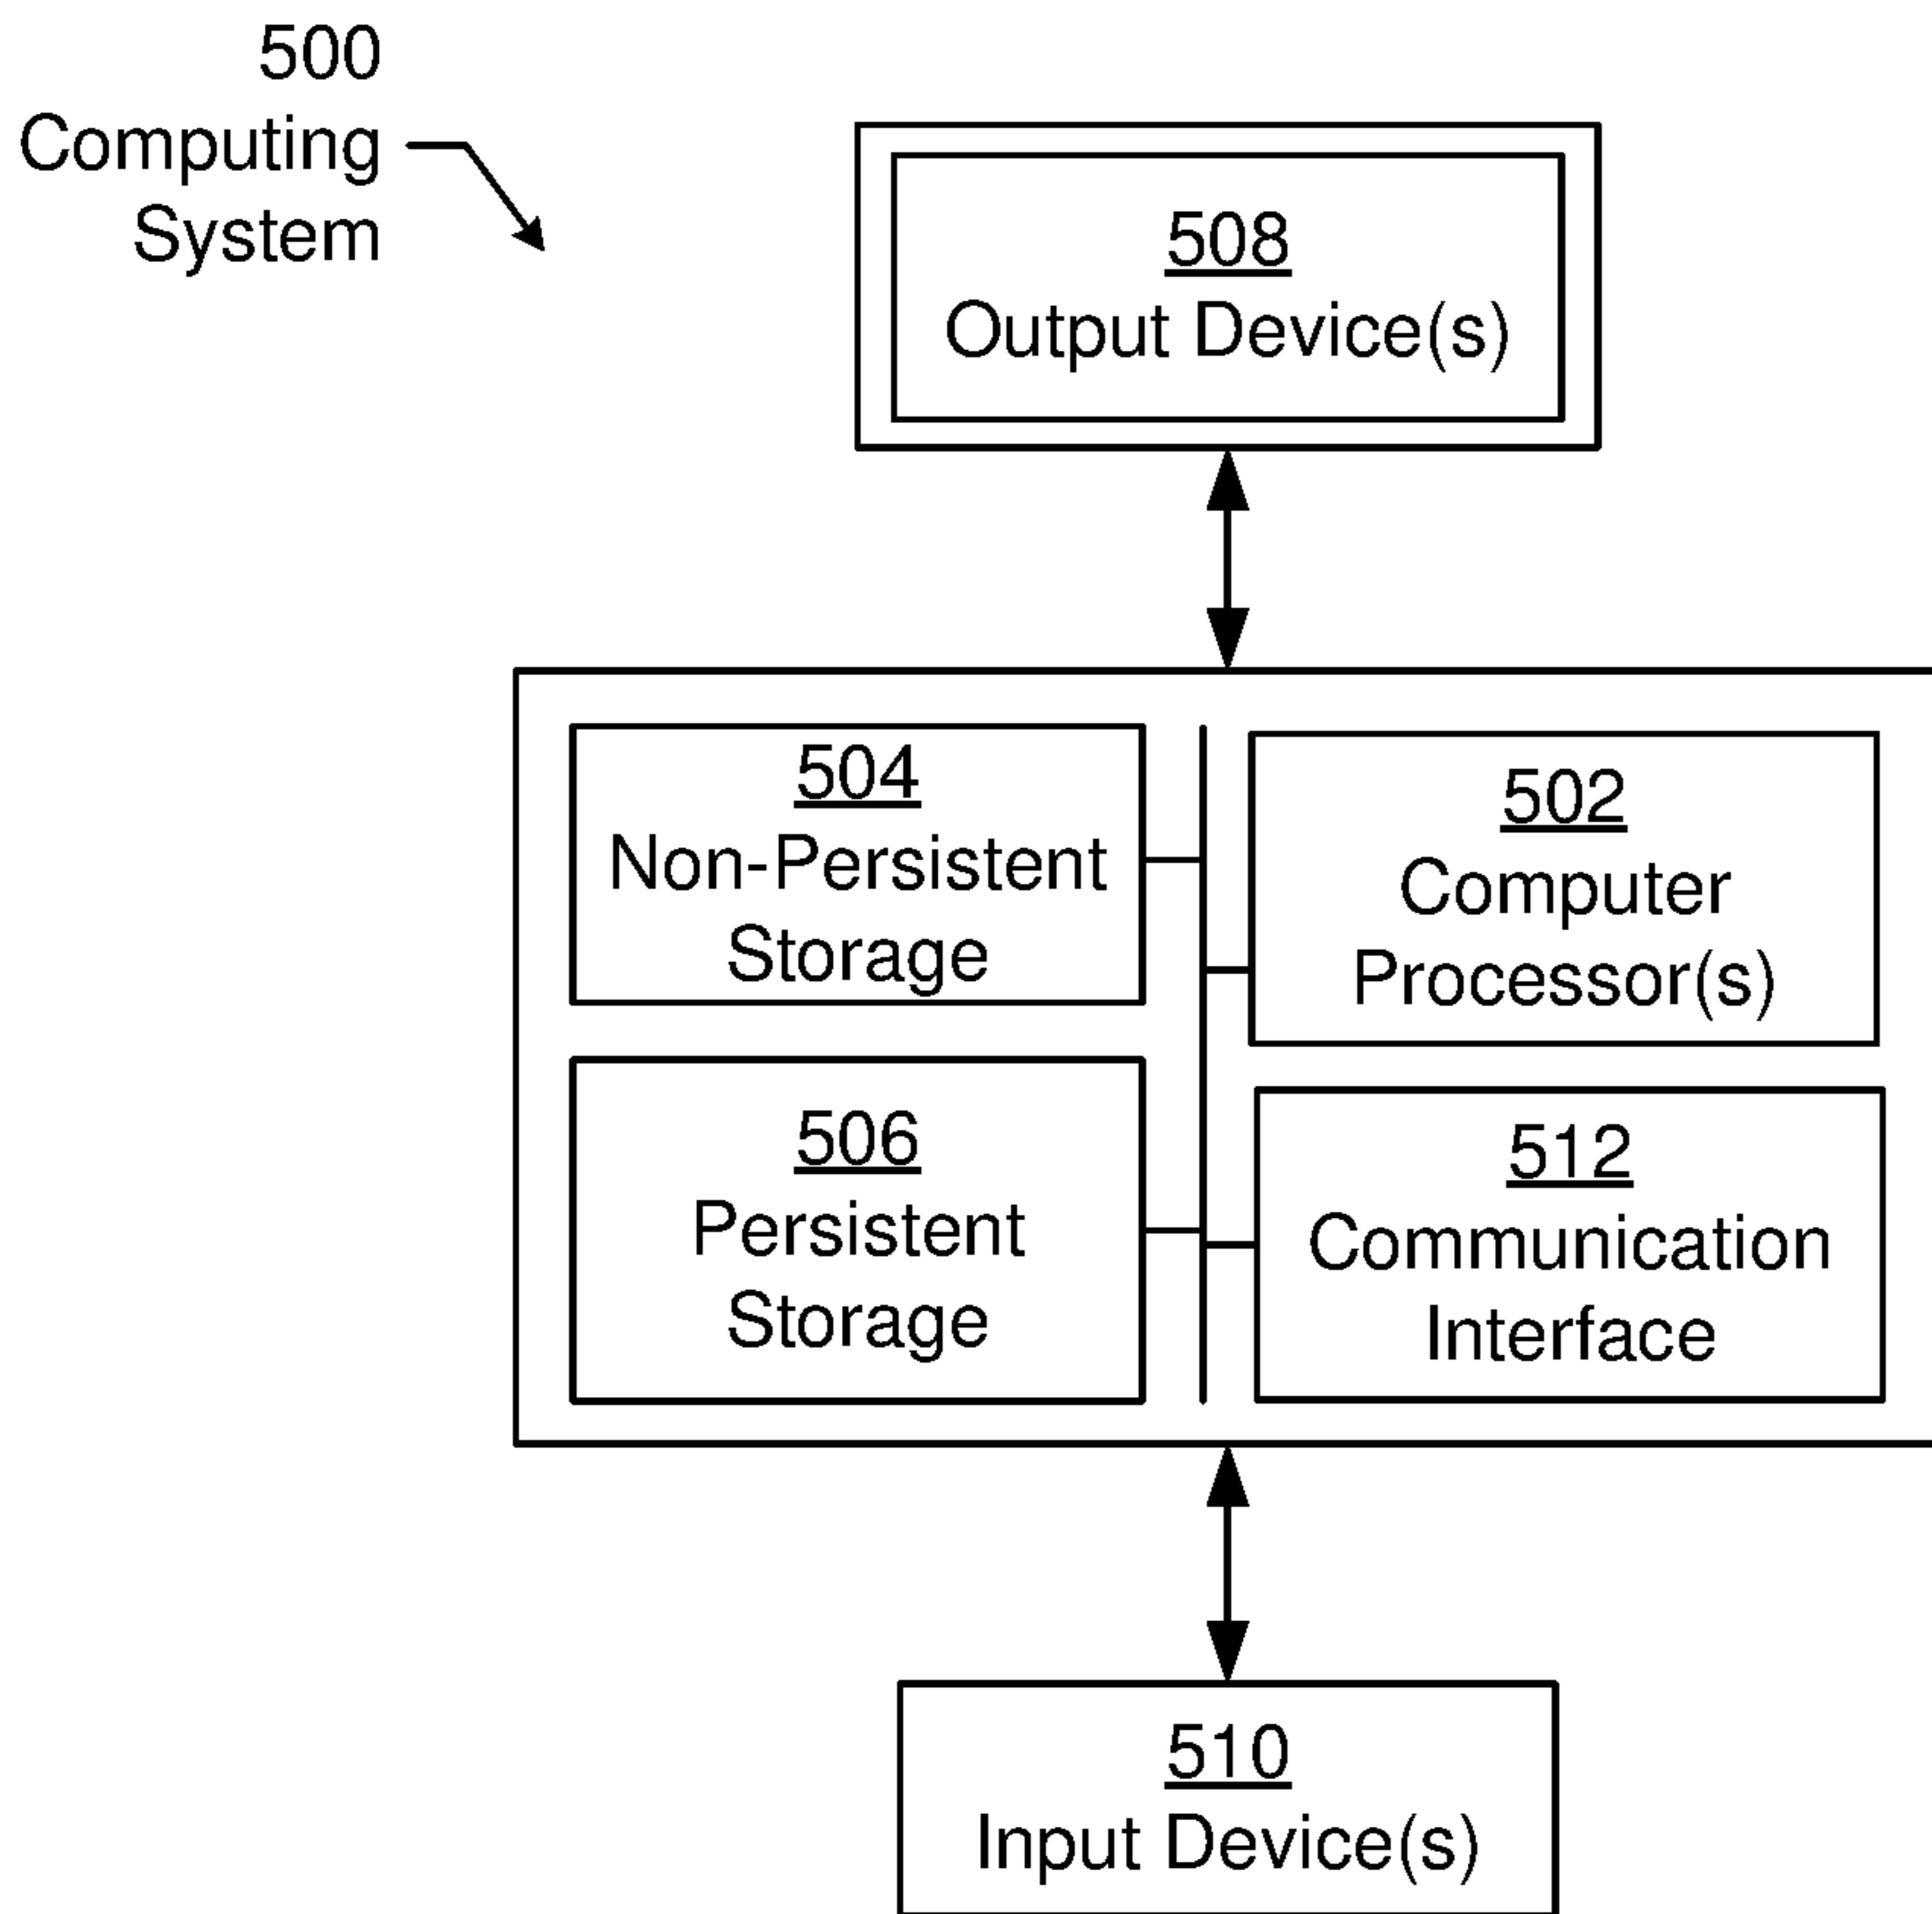 500
Computing
System
508
Output Device(s)
504
Non-Persistent
Storage
502
Computer
Processor(s)
506
Persistent
Storage
512
Communication
Interface
510
Input Device(s)